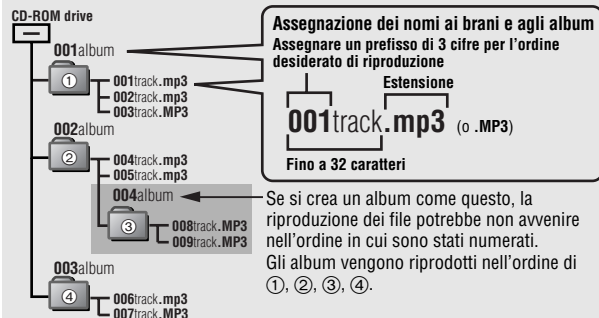 CD-ROM drive
001album
①
001track.mp3
002track.mp3
003track.MP3
002album
②
004track.mp3
005track.mp3
004album
③
008track.MP3
009track.MP3
003album
④
006track.mp3
007track.MP3
Assegnazione dei nomi ai brani e agli album
Assegnare un prefisso di 3 cifre per l'ordine
desiderato di riproduzione
Estensione
001track.mp3 (o .MP3)
Fino a 32 caratteri
Se si crea un album come questo, la
riproduzione dei file potrebbe non avvenire
nell'ordine in cui sono stati numerati.
Gli album vengono riprodotti nell'ordine di
①, ②, ③, ④.